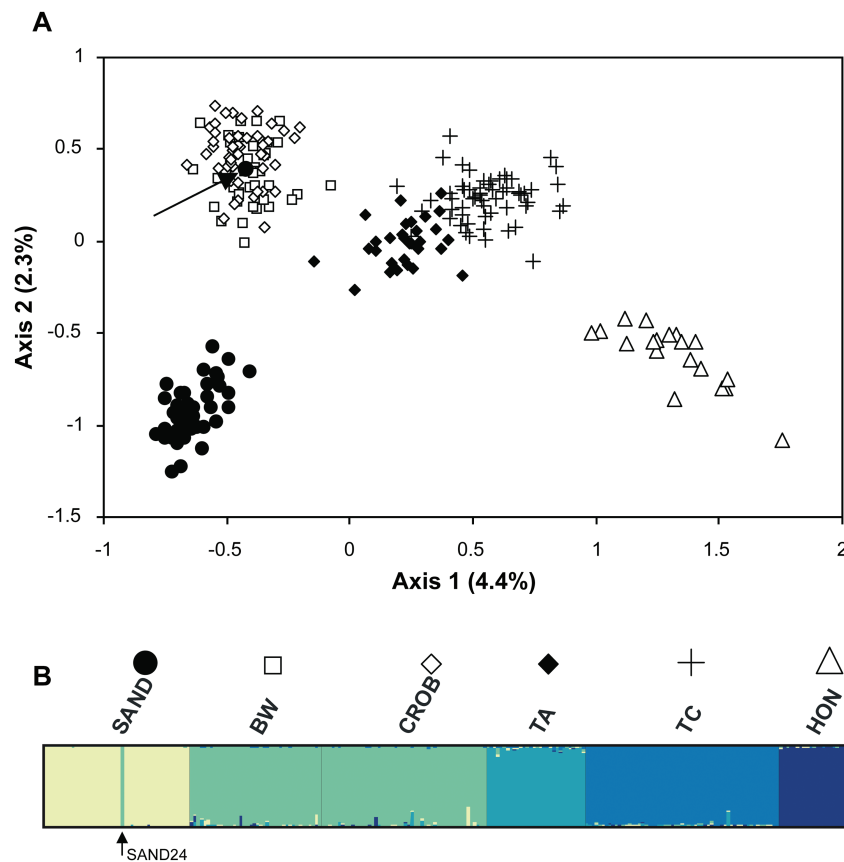 A
1
0.5
0
-0.5
-1
-1.5
Axis 2 (2.3%)
-1 -0.5 0 0.5 1 1.5 2
Axis 1 (4.4%)
B
SAND BW CROB TA TC HON
SAND24